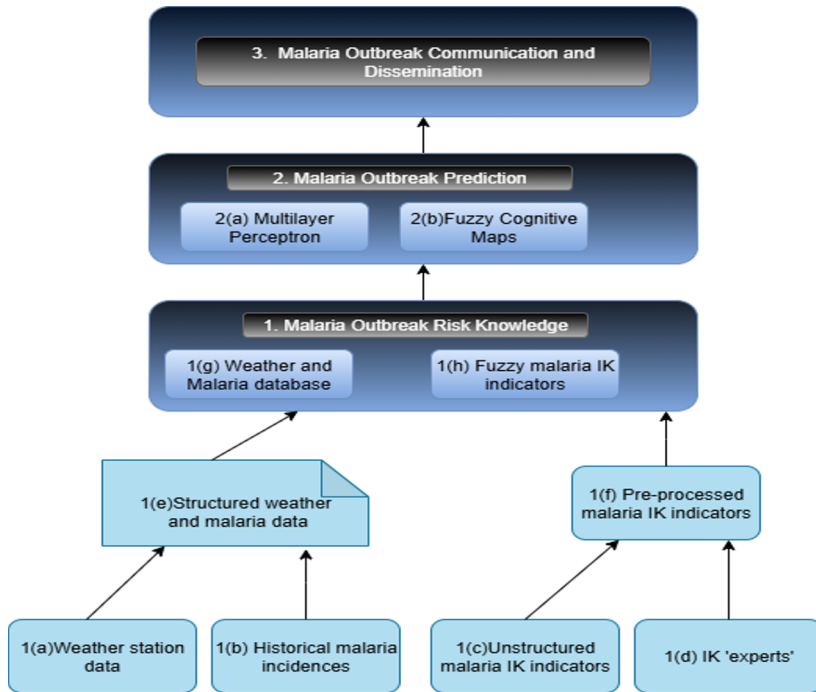 3. Malaria Outbreak Communication and
Dissemination
2. Malaria Outbreak Prediction
2(a) Multilayer
Perceptron
2(b)Fuzzy Cognitive
Maps
1. Malaria Outbreak Risk Knowledge
1(g) Weather and
Malaria database
1(h) Fuzzy malaria IK
indicators
1(e)Structured weather
and malaria data
1(f) Pre-processed
malaria IK indicators
1(a)Weather station
data
1(b) Historical malaria
incidences
1(c)Unstructured
malaria IK indicators
1(d) IK 'experts'